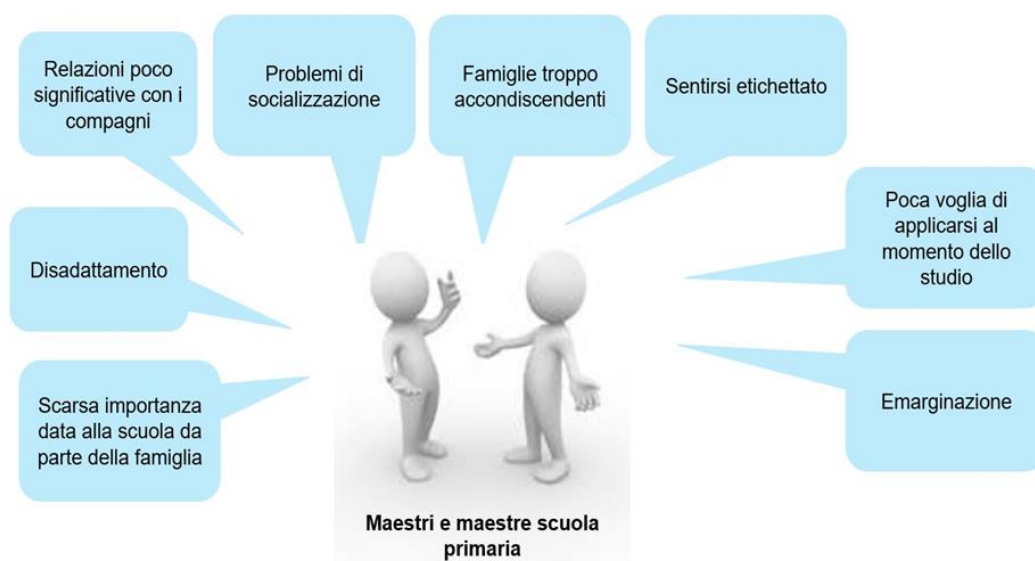 Relazioni poco
significative con i
compagni
Problemi di
socializzazione
Famiglie troppo
accondiscendenti
Sentirsi etichettato
Poca voglia di
applicarsi al
momento dello
studio
Disadattamento
Scarsa importanza
data alla scuola da
parte della famiglia
Emarginazione
Maestri e maestre scuola
primaria